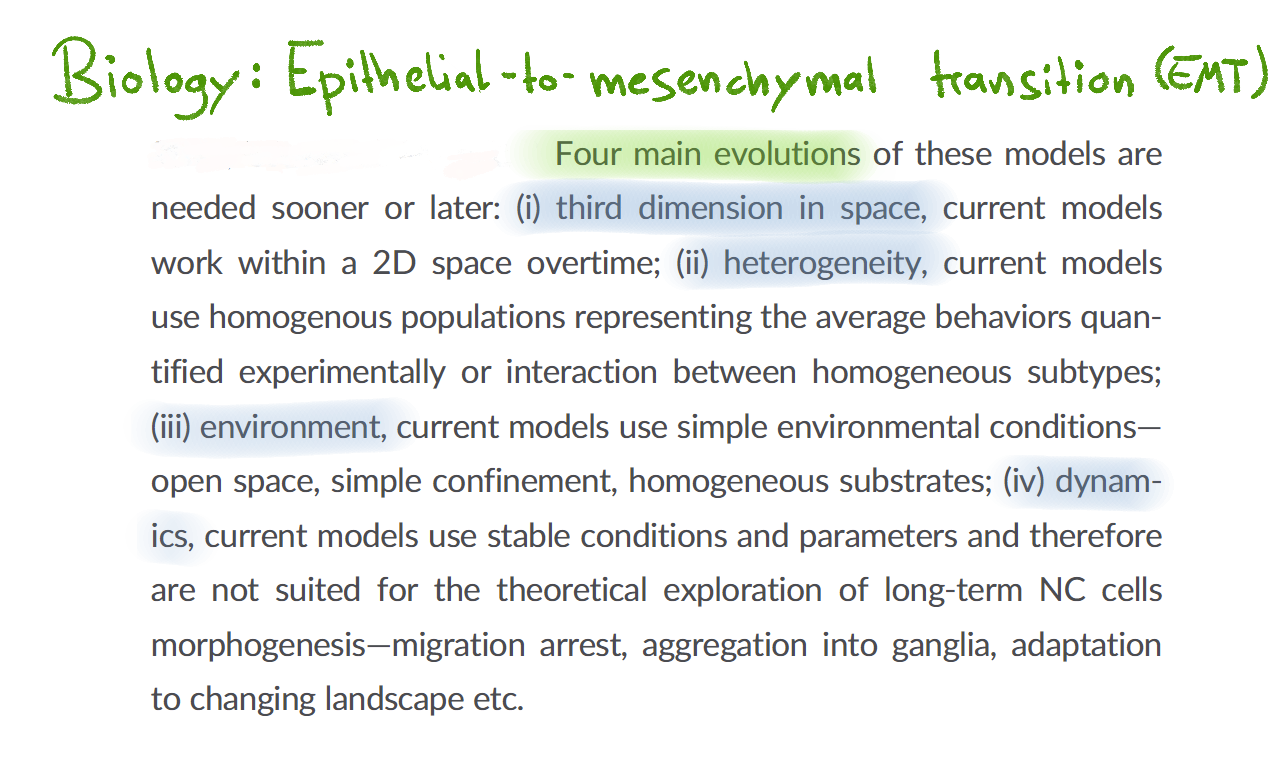 Biology: Epithelial-to-mesenchymal transition (EMT)
Four main evolutions of these models are
needed sooner or later: (i) third dimension in space, current models
work within a 2D space overtime; (ii) heterogeneity, current models
use homogenous populations representing the average behaviors quan-
tified experimentally or interaction between homogeneous subtypes;
(iii) environment, current models use simple environmental conditions—
open space, simple confinement, homogeneous substrates; (iv) dynam-
ics, current models use stable conditions and parameters and therefore
are not suited for the theoretical exploration of long-term NC cells
morphogenesis—migration arrest, aggregation into ganglia, adaptation
to changing landscape etc.